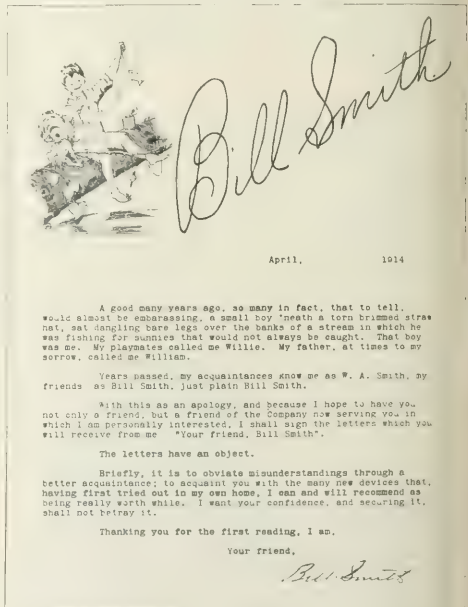 Bill Smith
April, 1914
A good many years ago, so many in fact, that to tell,
would almost be embarassing, a small boy 'neath a torn brimmed straw
hat, sat dangling bare legs over the banks of a stream in which he
was fishing for sunnies that would not always be caught. That boy
was me. My playmates called me Willie. My father, at times to my
sorrow, called me William.
Years passed, my acquaintances know me as W. A. Smith, my
friends as Bill Smith, just plain Bill Smith.
With this as an apology, and because I hope to have you
not only a friend, but a friend of the Company now serving you in
which I am personally interested, I shall sign the letters which you
will receive from me "Your friend, Bill Smith".
The letters have an object.
Briefly, it is to obviate misunderstandings through a
better acquaintance; to acquaint you with the many new devices that,
having first tried out in my own home, I can and will recommend as
being really worth while. I want your confidence, and securing it,
shall not betray it.
Thanking you for the first reading, I am,
Your friend,
Bill Smith